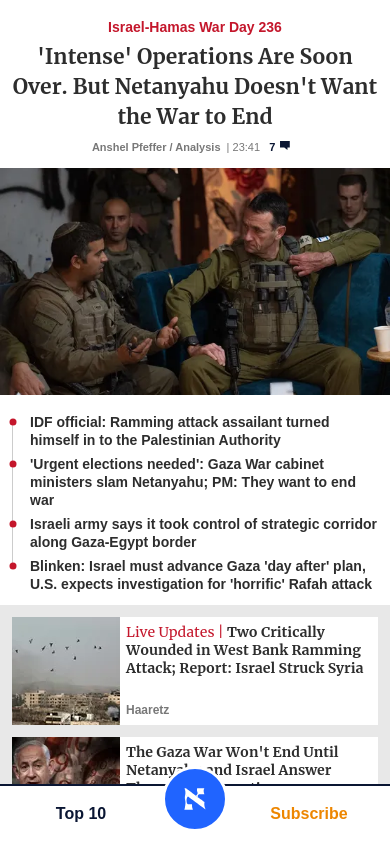 Israel-Hamas War Day 236
'Intense' Operations Are Soon
Over. But Netanyahu Doesn't Want
the War to End
Anshel Pfeffer / Analysis | 23:41 7
IDF official: Ramming attack assailant turned
himself in to the Palestinian Authority
'Urgent elections needed': Gaza War cabinet
ministers slam Netanyahu; PM: They want to end
war
Israeli army says it took control of strategic corridor
along Gaza-Egypt border
Blinken: Israel must advance Gaza 'day after' plan,
U.S. expects investigation for 'horrific' Rafah attack
Live Updates | Two Critically
Wounded in West Bank Ramming
Attack; Report: Israel Struck Syria
Haaretz
The Gaza War Won't End Until
Netanyahu and Israel Answer
Top 10
Subscribe